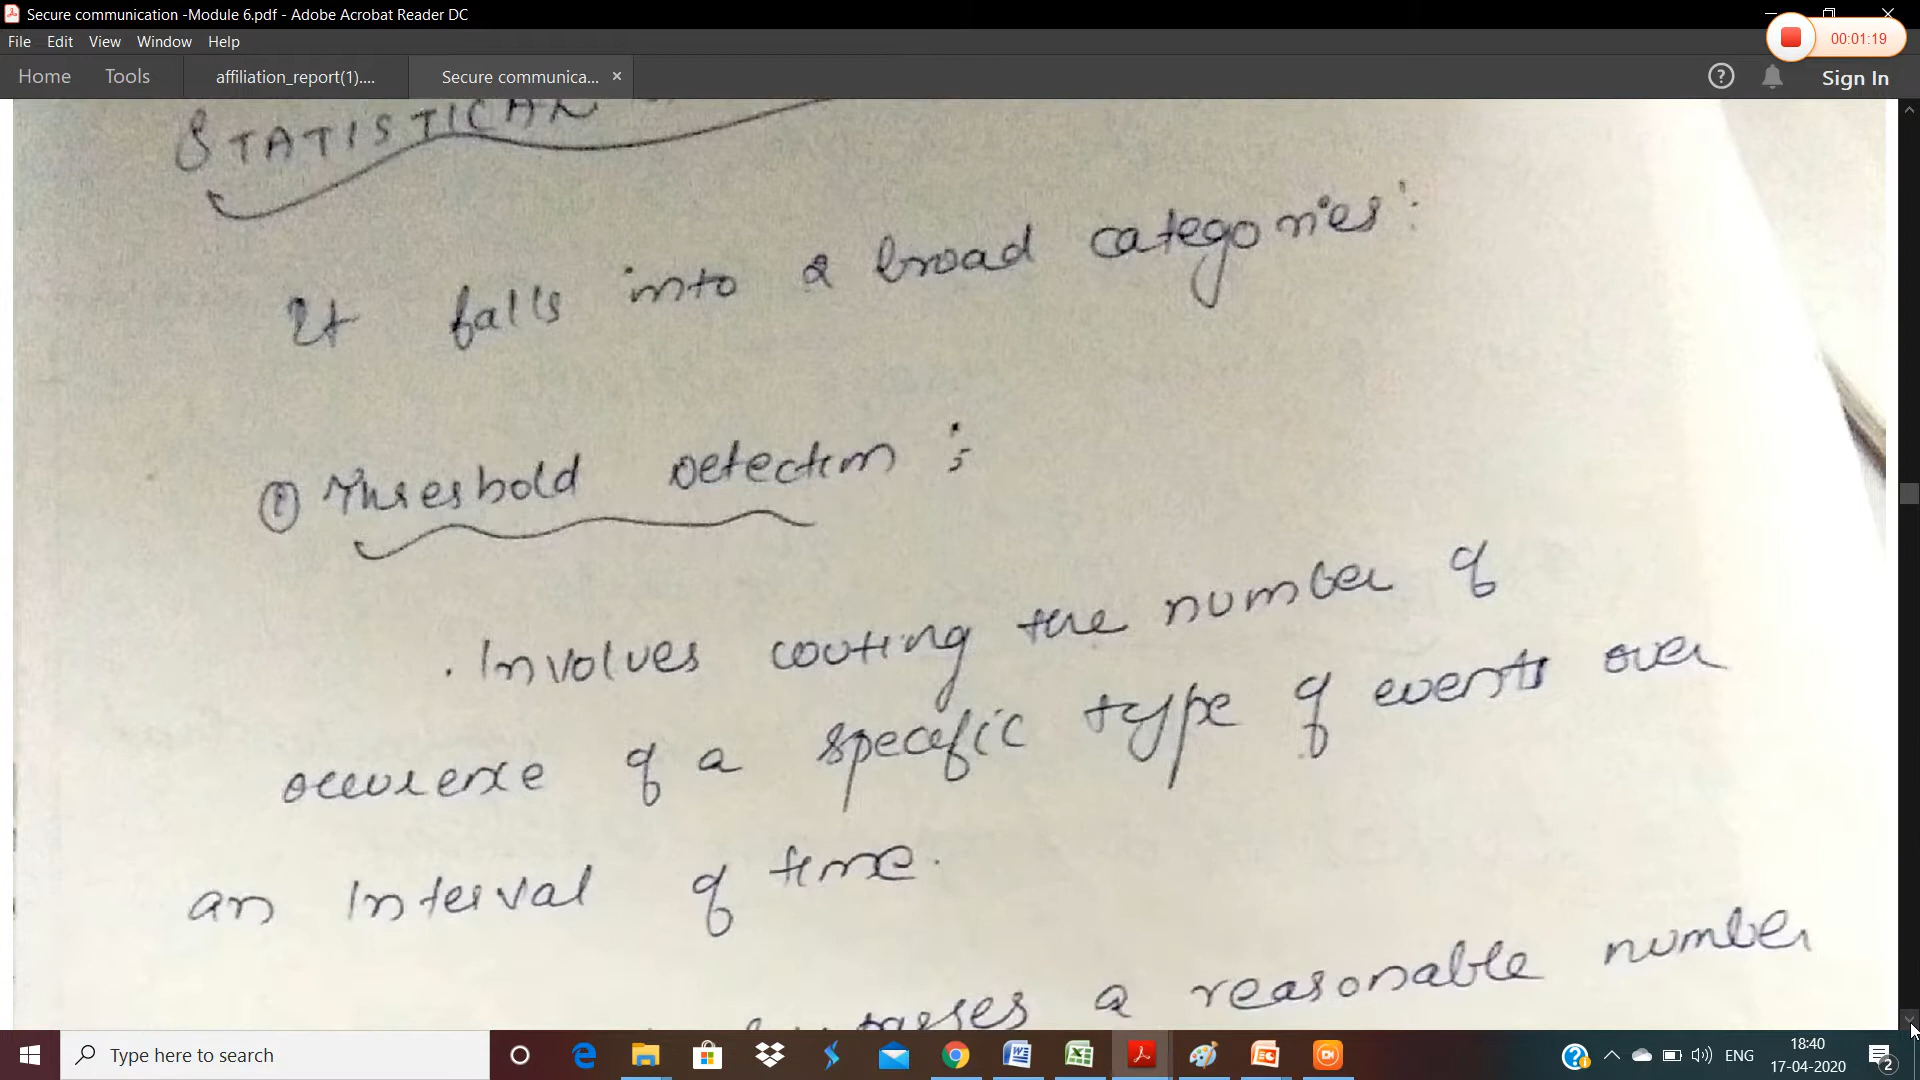 Secure communication -Module 6.pdf - Adobe Acrobat Reader DC
File Edit View Window Help
00:01:19
Home Tools affiliation_report(1).... Secure communica... ×
Sign In
STATISTICAL
It falls into 2 broad categories:
① Threshold Detection:
. Involves couting the number of
occurence of a specific type of events over
an interval of time.
a reasonable number
Type here to search
ENG
18:40
17-04-2020
2